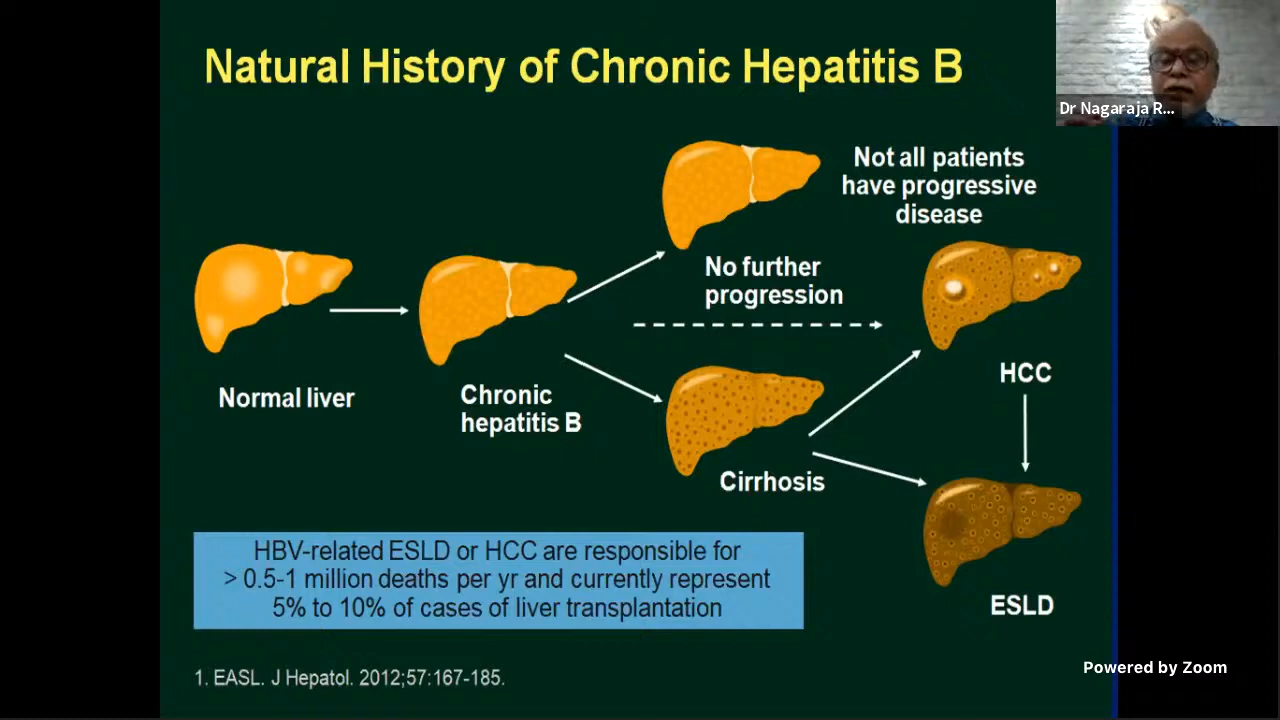 Natural History of Chronic Hepatitis B
Dr Nagaraja R...
Not all patients
have progressive
disease
No further
progression
Normal liver
Chronic
hepatitis B
HCC
Cirrhosis
HBV-related ESLD or HCC are responsible for
> 0.5-1 million deaths per yr and currently represent
5% to 10% of cases of liver transplantation
ESLD
1. EASL. J Hepatol. 2012;57:167-185.
Powered by Zoom